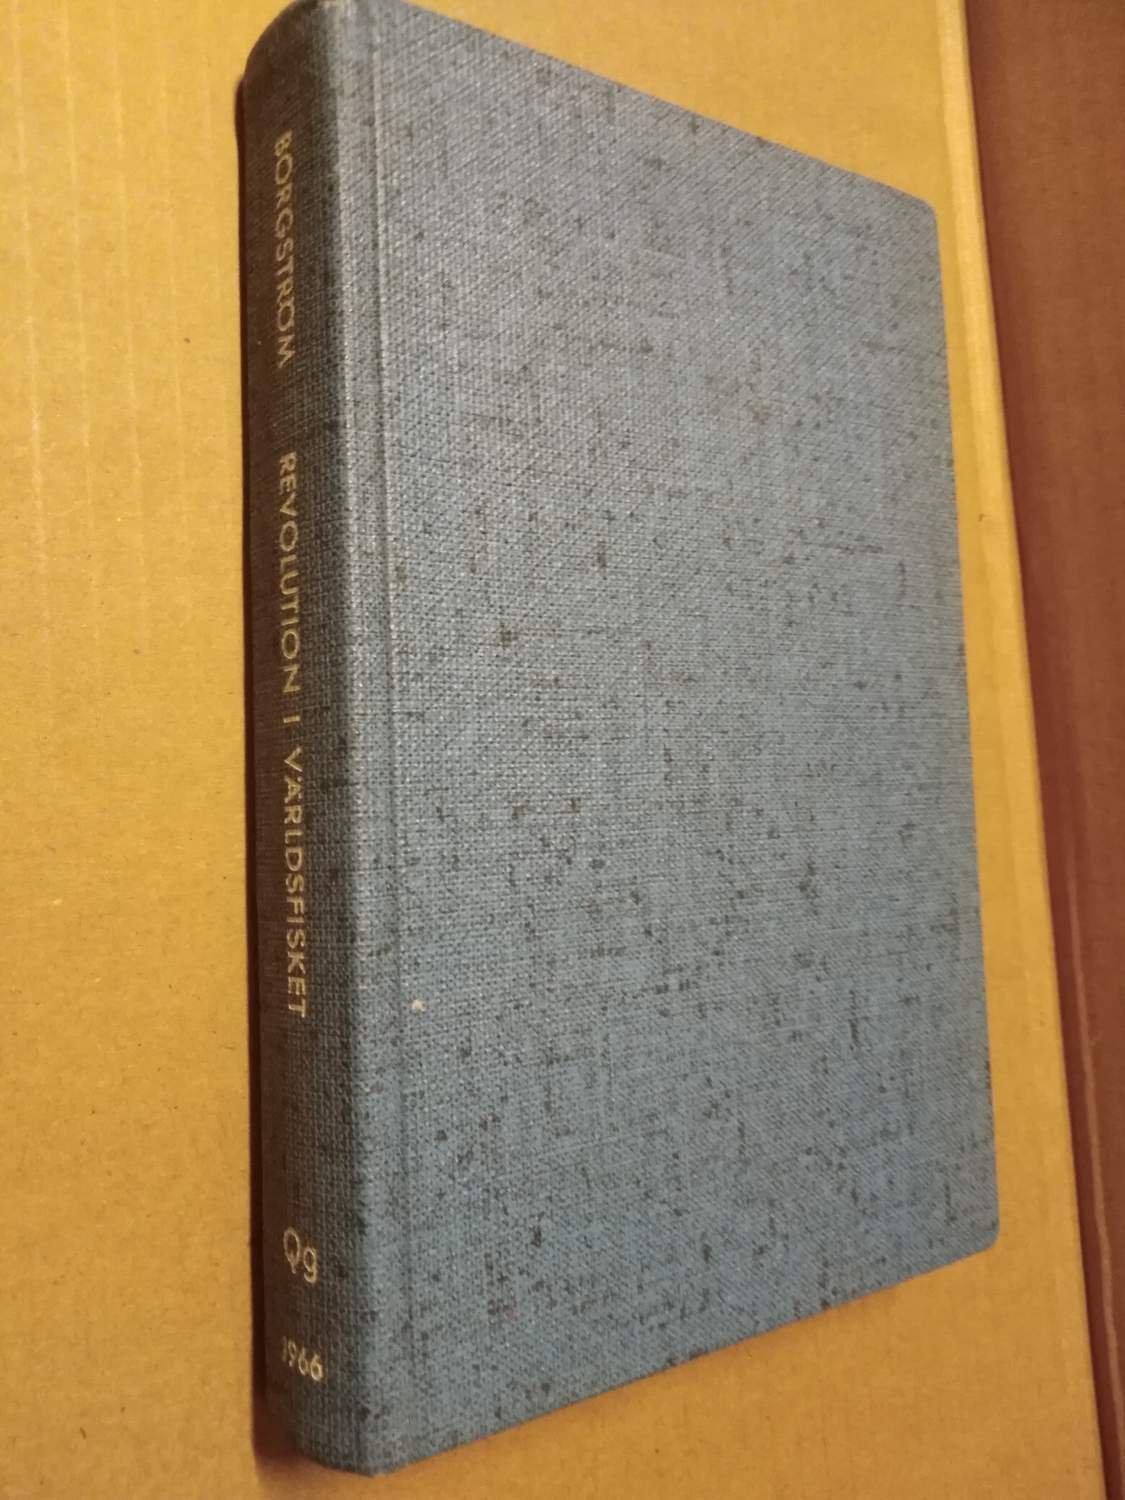 BORGSTRÖM REVOLUTION I VÄRLDSFISKET
Qg
1966